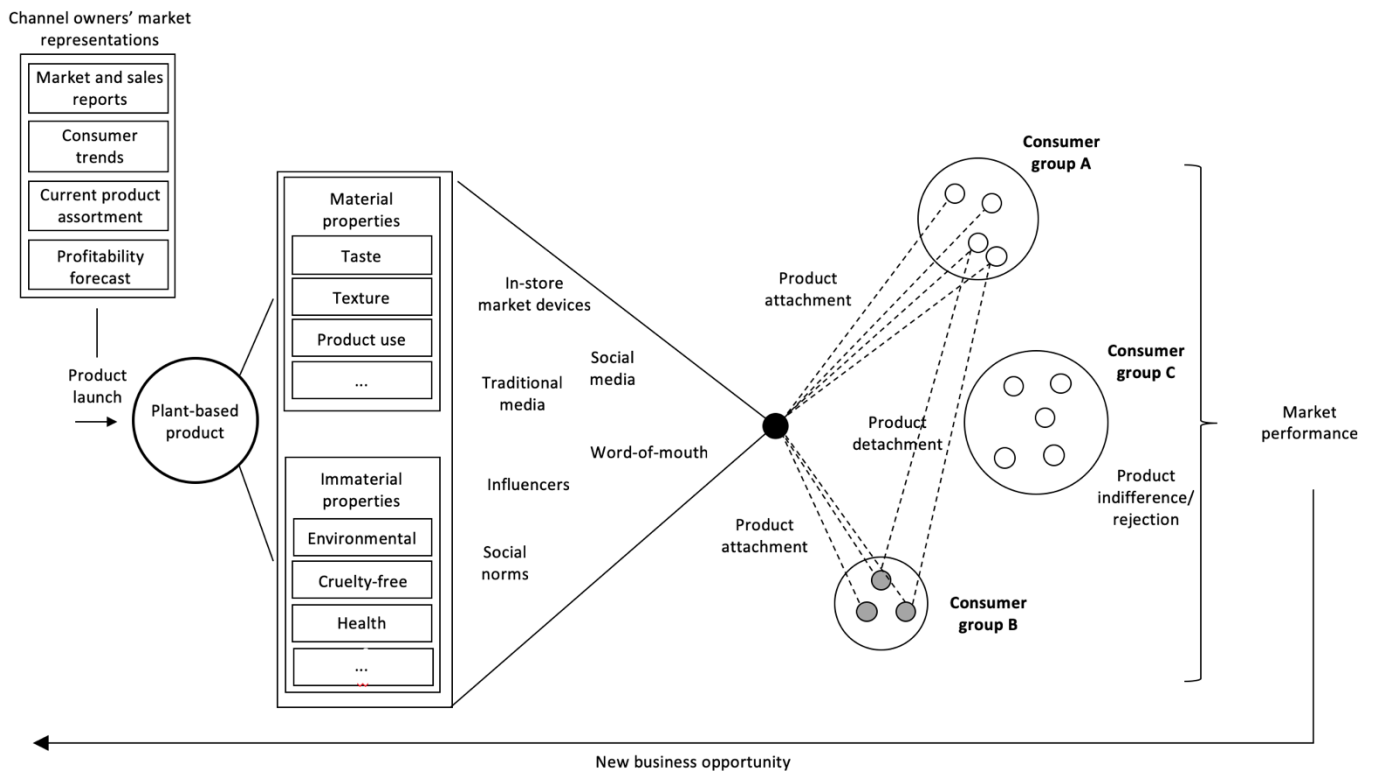 Channel owners’ market
representations
Market and sales
reports
Consumer
trends
Current product
assortment
Profitability
forecast
Product
launch
Plant-based
product
Material
properties
Taste
Texture
Product use
...
Immaterial
properties
Environmental
Cruelty-free
Health
...
In-store
market devices
Social
media
Traditional
media
Word-of-mouth
Influencers
Social
norms
Product
attachment
Product
attachment
Product
detachment
Consumer
group A
Consumer
group C
Product
indifference/
rejection
Consumer
group B
Market
performance
New business opportunity